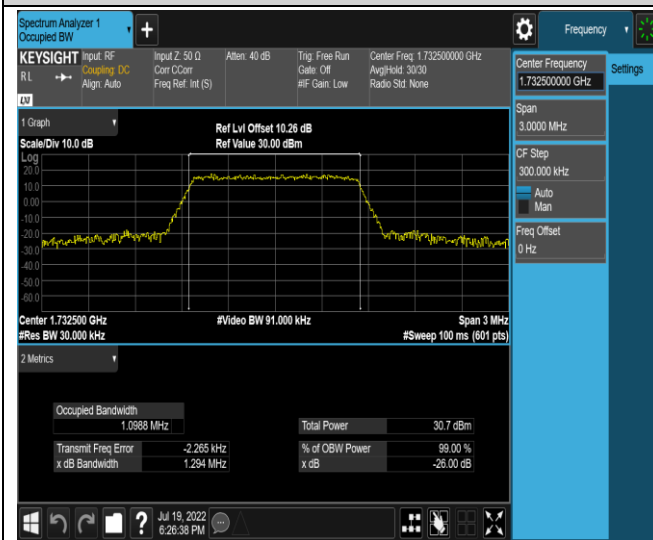 Spectrum Analyzer 1
Occupied BW
+
Frequency
KEYSIGHT
Input: RF
Coupling: DC
Align: Auto
Input Z: 50 Ω
Corr CCorr
Freq Ref: Int (S)
Atten: 40 dB
Trig: Free Run
Gate: Off
#IF Gain: Low
Center Freq: 1.732500000 GHz
Avg|Hold: 30/30
Radio Std: None
RL
LXI
Center Frequency
1.732500000 GHz
Settings
Span
3.0000 MHz
CF Step
300.000 kHz
Auto
Man
Freq Offset
0 Hz
1 Graph
Scale/Div 10.0 dB
Ref Lvl Offset 10.26 dB
Ref Value 30.00 dBm
Log
20.0
10.0
0.00
-10.0
-20.0
-30.0
-40.0
-50.0
-60.0
Center 1.732500 GHz
#Video BW 91.000 kHz
Span 3 MHz
#Res BW 30.000 kHz
#Sweep 100 ms (601 pts)
2 Metrics
Occupied Bandwidth
1.0988 MHz
Total Power 30.7 dBm
Transmit Freq Error -2.265 kHz
% of OBW Power 99.00 %
x dB Bandwidth 1.294 MHz
x dB -26.00 dB
?
Jul 19, 2022
6:26:38 PM